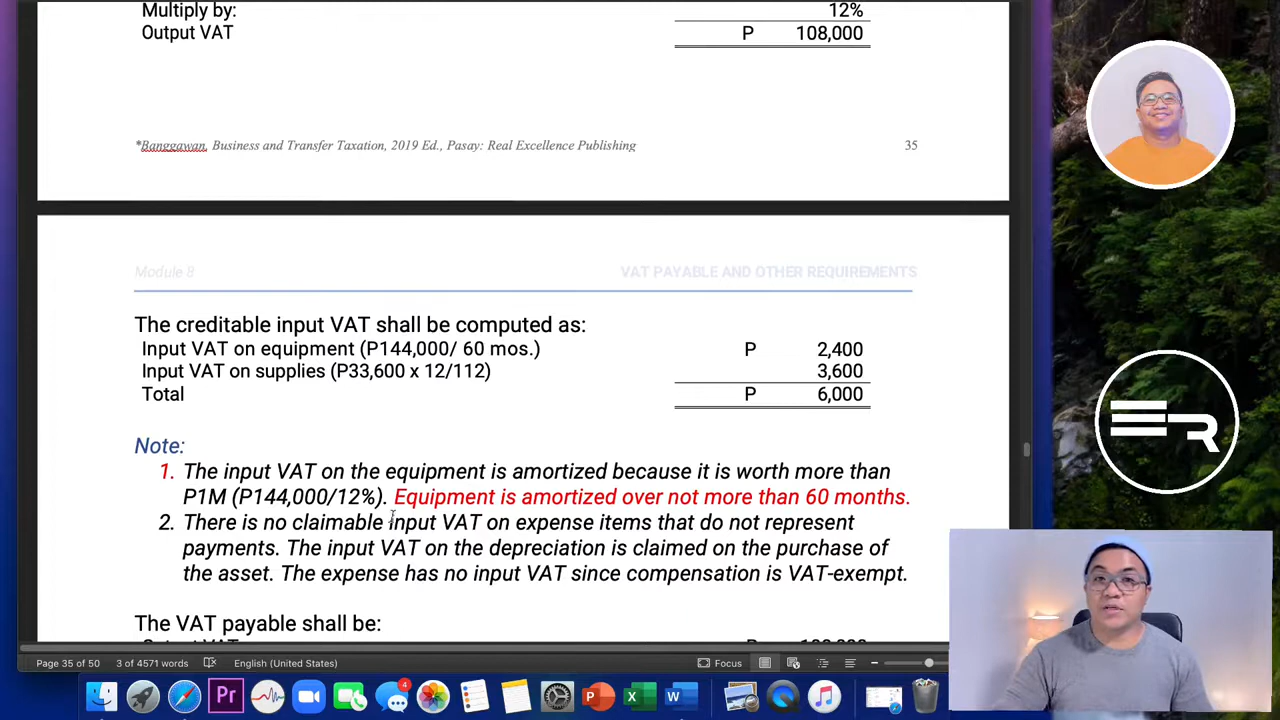 Multiply by: 12%
Output VAT P 108,000
*Banggawan, Business and Transfer Taxation, 2019 Ed., Pasay: Real Excellence Publishing 35
Module 8 VAT PAYABLE AND OTHER REQUIREMENTS
The creditable input VAT shall be computed as:
Input VAT on equipment (P144,000/ 60 mos.) P 2,400
Input VAT on supplies (P33,600 x 12/112) 3,600
Total P 6,000
Note:
1. The input VAT on the equipment is amortized because it is worth more than
P1M (P144,000/12%). Equipment is amortized over not more than 60 months.
2. There is no claimable input VAT on expense items that do not represent
payments. The input VAT on the depreciation is claimed on the purchase of
the asset. The expense has no input VAT since compensation is VAT-exempt.
The VAT payable shall be:
Output VAT P 108,000
Page 35 of 50 3 of 4571 words English (United States) Focus
Pr
4
P
X
W
ER